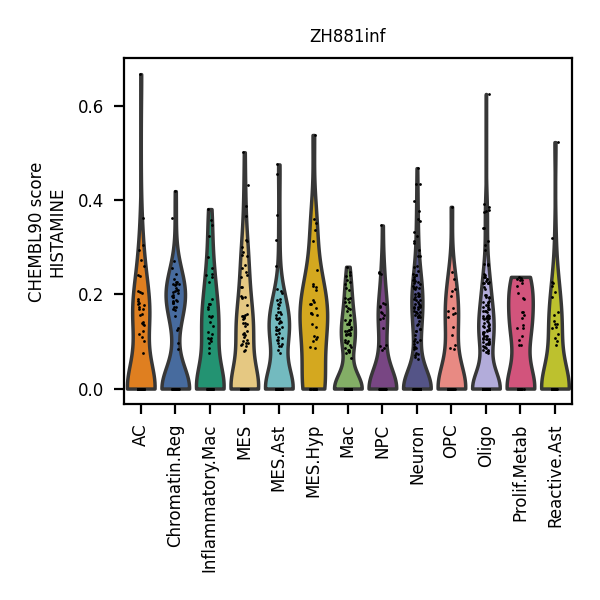 ZH881inf
CHEMBL90 score
HISTAMINE
0.6
0.4
0.2
0.0
AC
Chromatin.Reg
Inflammatory.Mac
MES
MES.Ast
MES.Hyp
Mac
NPC
Neuron
OPC
Oligo
Prolif.Metab
Reactive.Ast